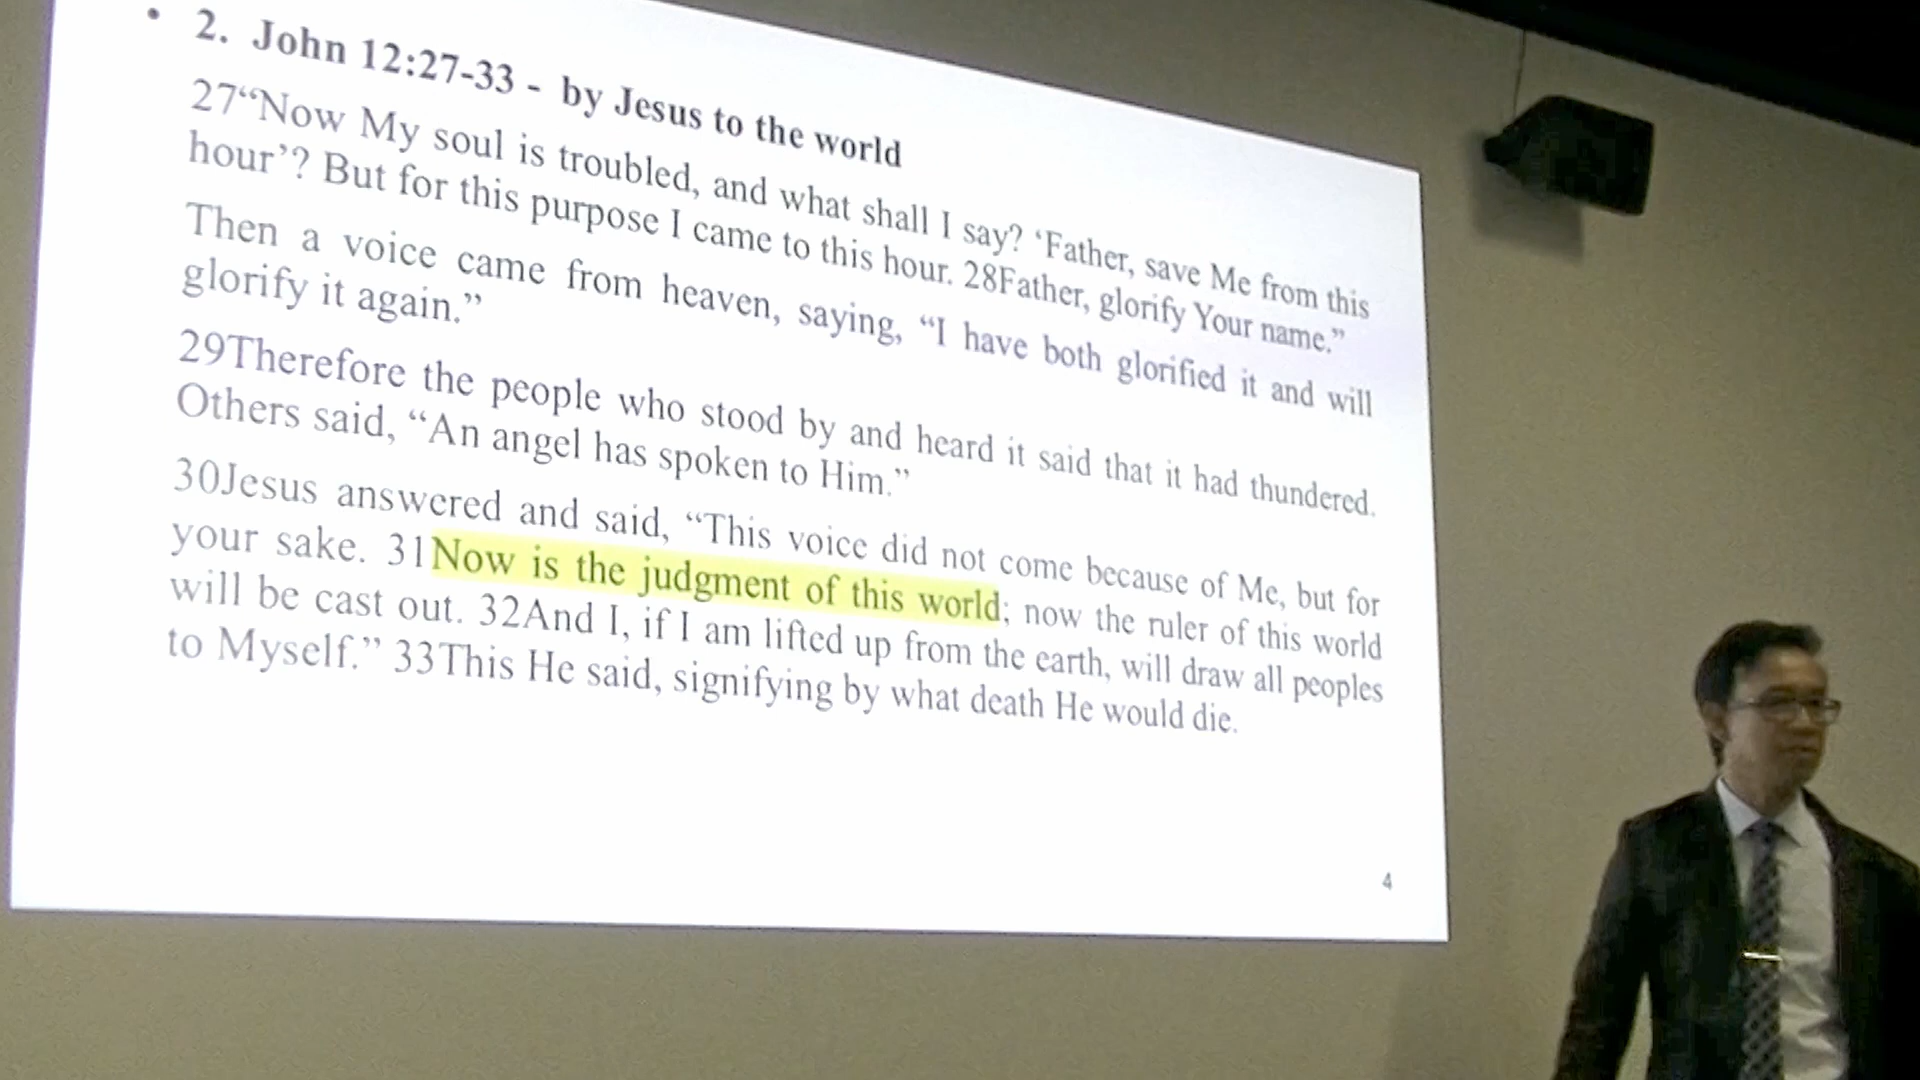 • 2. John 12:27-33 - by Jesus to the world
27“Now My soul is troubled, and what shall I say? ‘Father, save Me from this
hour’? But for this purpose I came to this hour. 28Father, glorify Your name.”
Then a voice came from heaven, saying, “I have both glorified it and will
glorify it again.”
29Therefore the people who stood by and heard it said that it had thundered.
Others said, “An angel has spoken to Him.”
30Jesus answered and said, “This voice did not come because of Me, but for
your sake. 31Now is the judgment of this world; now the ruler of this world
will be cast out. 32And I, if I am lifted up from the earth, will draw all peoples
to Myself.” 33This He said, signifying by what death He would die.
4